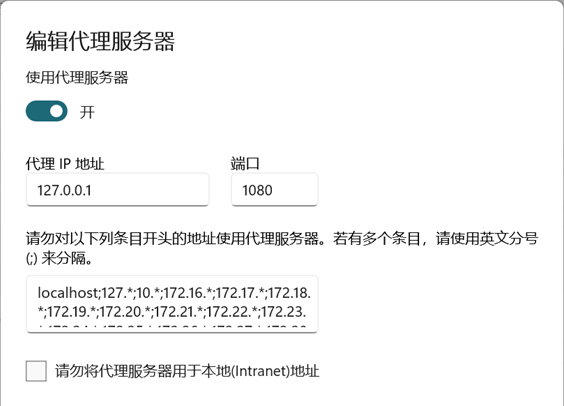 编辑代理服务器
使用代理服务器
开
代理 IP 地址 端口
127.0.0.1 1080
请勿对以下列条目开头的地址使用代理服务器。若有多个条目，请使用英文分号
(;) 来分隔。
localhost;127.*;10.*;172.16.*;172.17.*;172.18.
*;172.19.*;172.20.*;172.21.*;172.22.*;172.23.
请勿将代理服务器用于本地(Intranet)地址